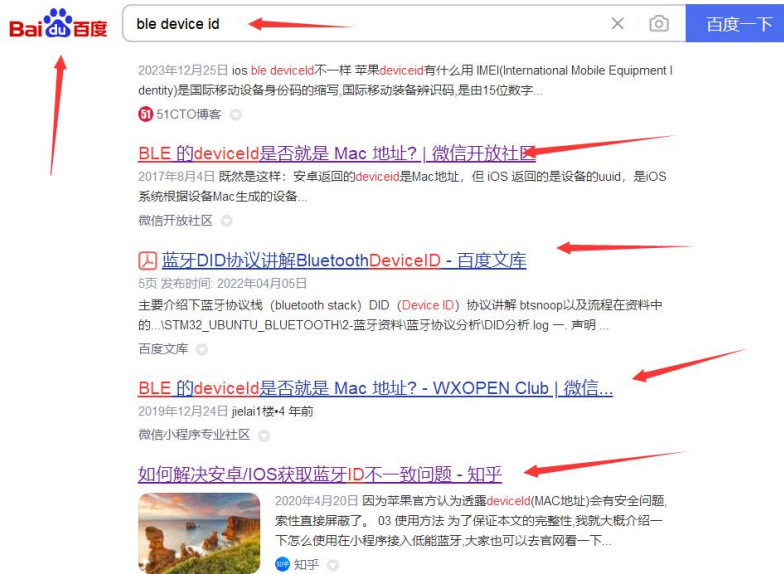 Bai du 百度
ble device id
百度一下
2023年12月25日 ios ble deviceId不一样 苹果deviceid有什么用 IMEI(International Mobile Equipment I
dentity)是国际移动设备身份码的缩写,国际移动装备辨识码,是由15位数字...
51 51CTO博客
BLE 的deviceId是否就是 Mac 地址? | 微信开放社区
2017年8月4日 既然是这样：安卓返回的deviceid是Mac地址，但 iOS 返回的是设备的uuid，是iOS
系统根据设备Mac生成的设备...
微信开放社区
蓝牙DID协议讲解BluetoothDeviceID - 百度文库
5页 发布时间: 2022年04月05日
主要介绍下蓝牙协议栈（bluetooth stack）DID（Device ID）协议讲解 btsnoop以及流程在资料中
的...\STM32_UBUNTU_BLUETOOTH\2-蓝牙资料\蓝牙协议分析\DID分析.log 一. 声明 ...
百度文库
BLE 的deviceId是否就是 Mac 地址? - WXOPEN Club | 微信...
2019年12月24日 jielai1楼•4 年前
微信小程序专业社区
如何解决安卓/IOS获取蓝牙ID不一致问题 - 知乎
2020年4月20日 因为苹果官方认为透露deviceId(MAC地址)会有安全问题,
索性直接屏蔽了。 03 使用方法 为了保证本文的完整性,我就大概介绍一
下怎么使用在小程序接入低能蓝牙,大家也可以去官网看一下...
知乎 知乎